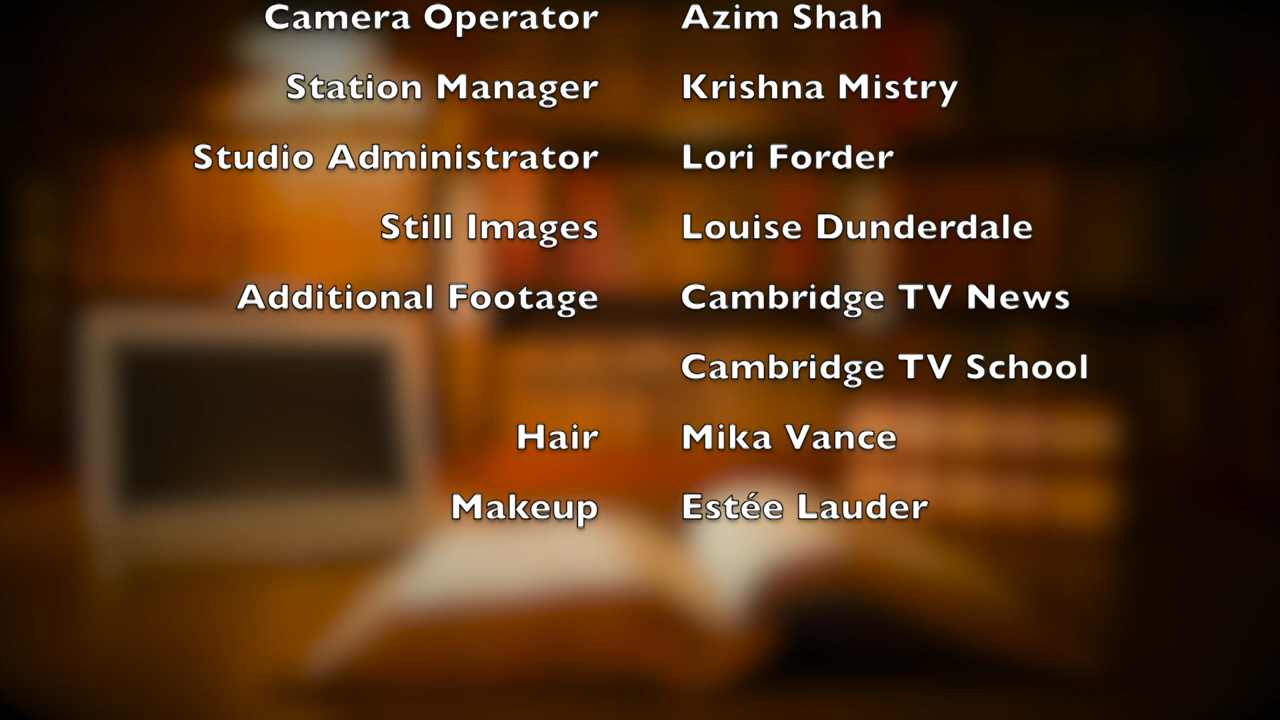 Camera Operator Azim Shah
Station Manager Krishna Mistry
Studio Administrator Lori Forder
Still Images Louise Dunderdale
Additional Footage Cambridge TV News
Cambridge TV School
Hair Mika Vance
Makeup Estée Lauder